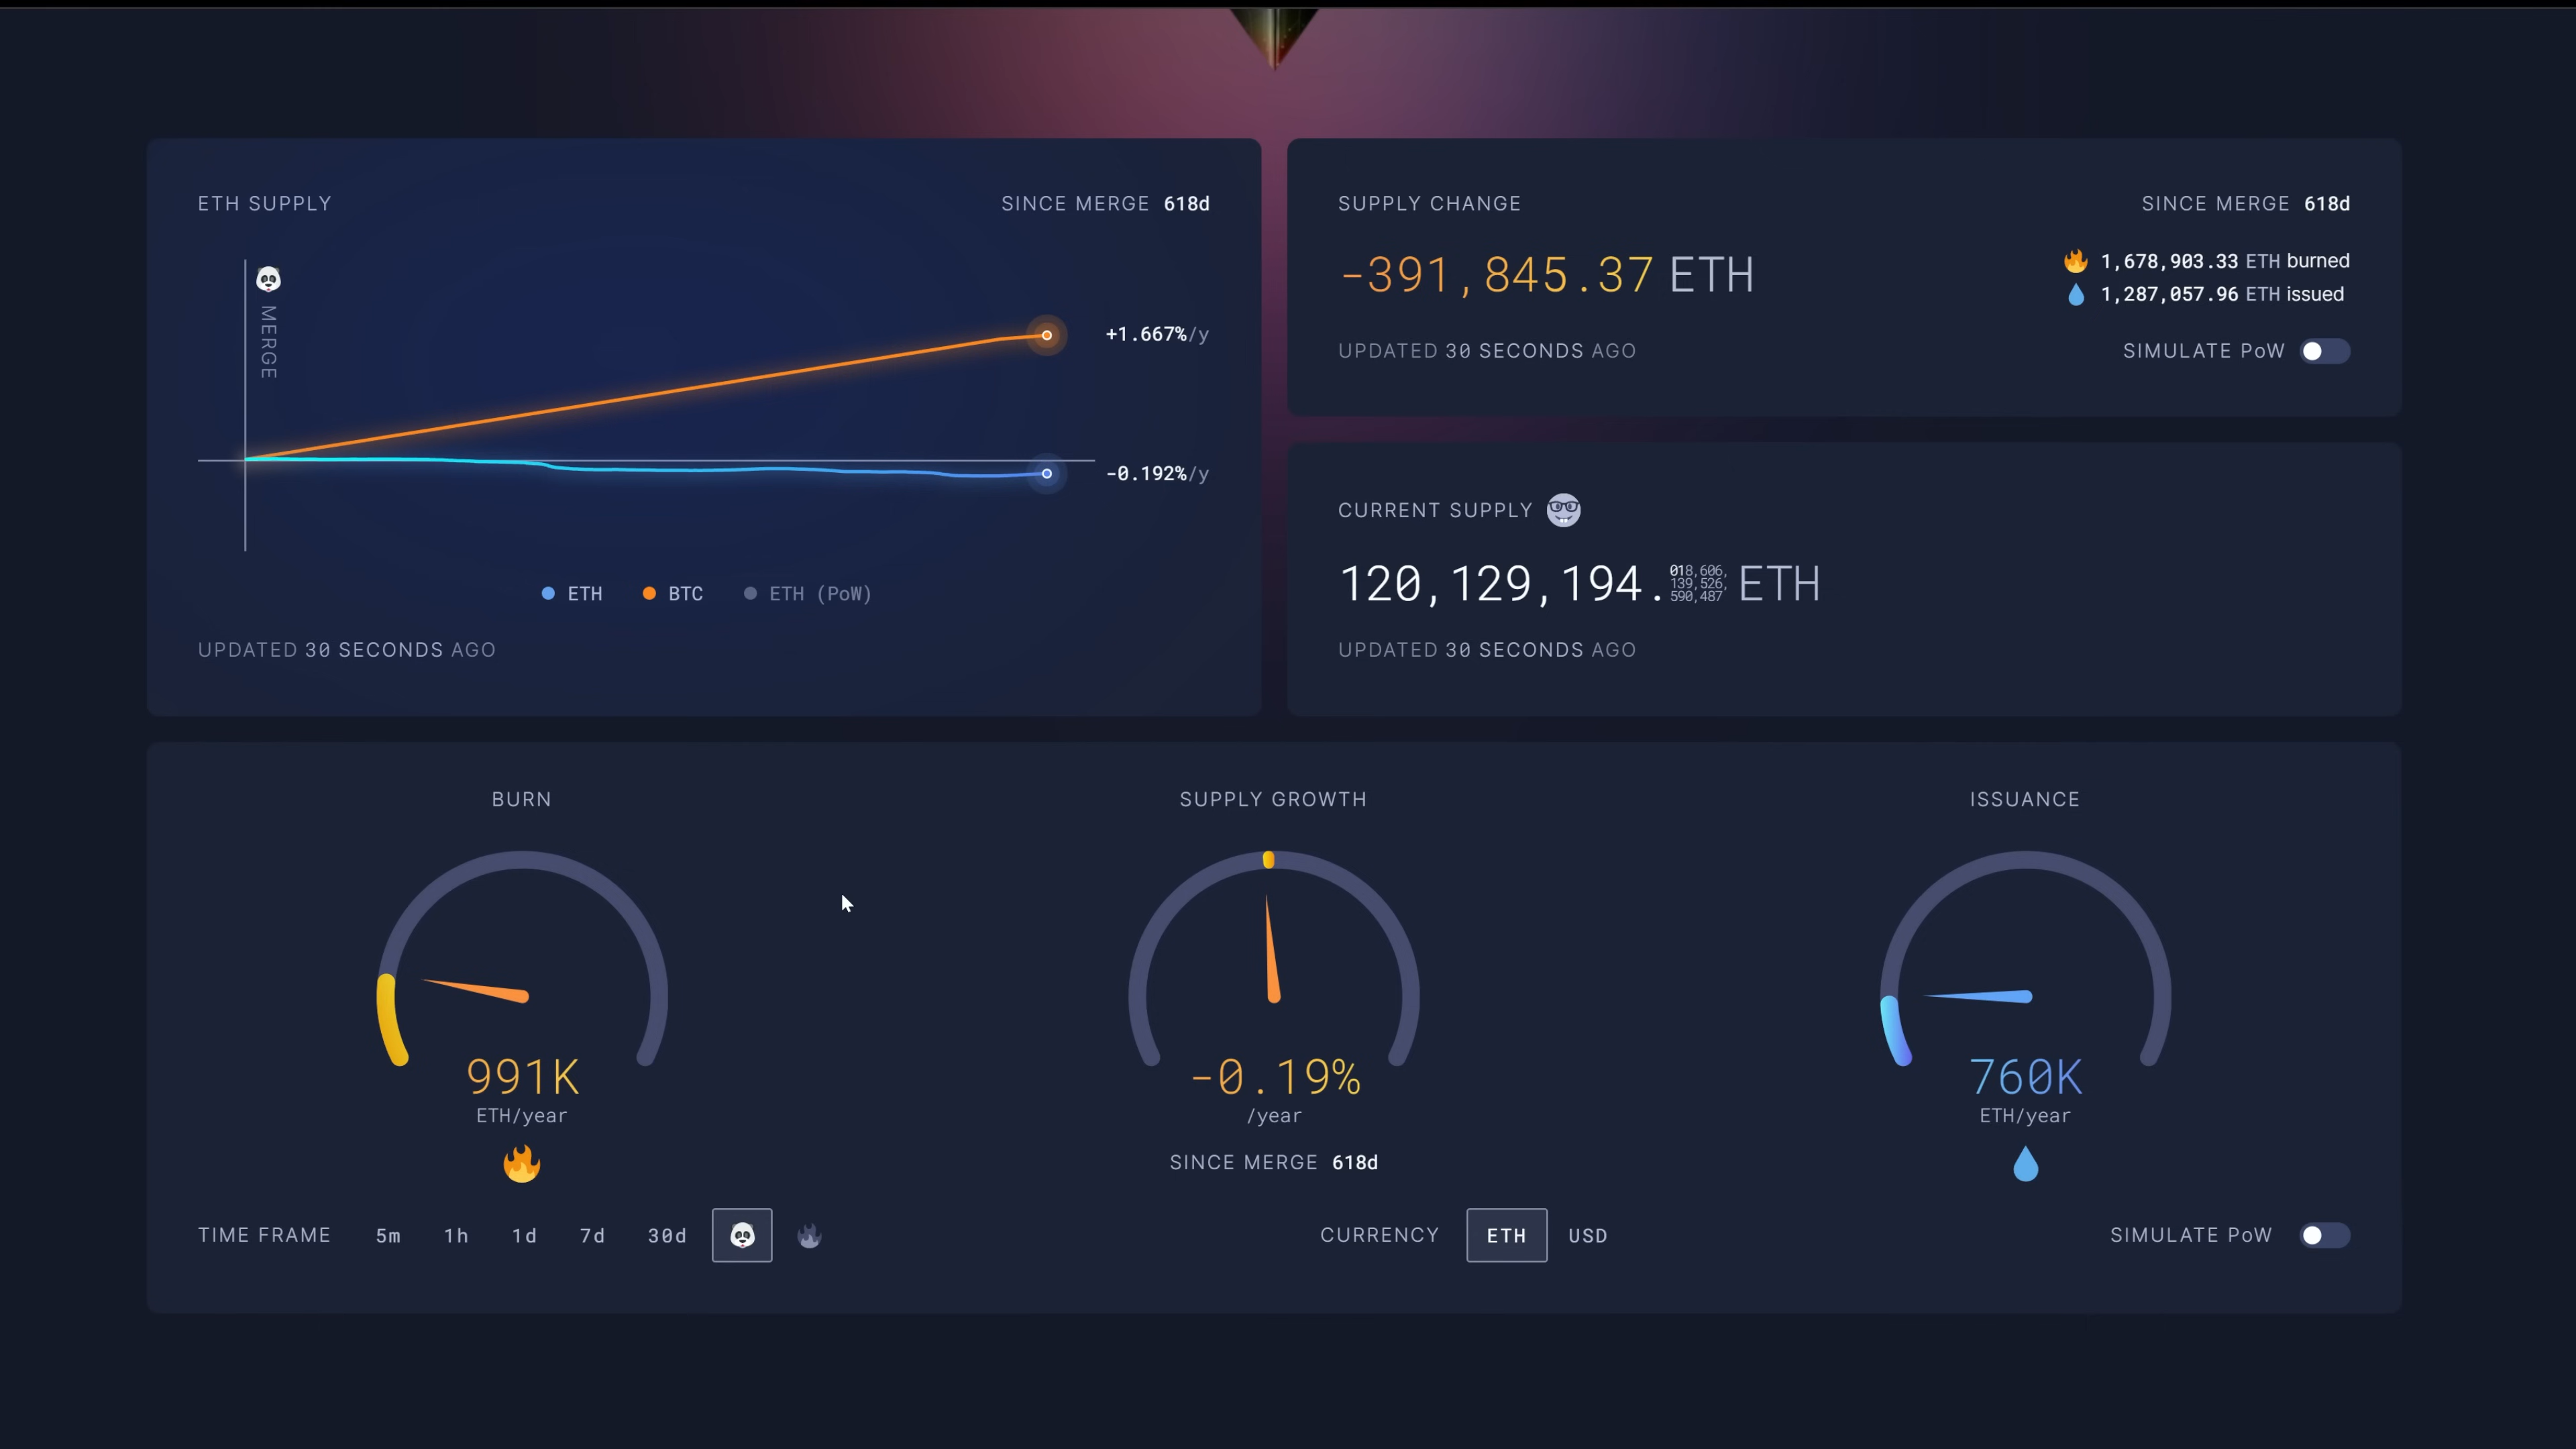 ETH SUPPLY
SINCE MERGE 618d
MERGE
+1.667%/y
-0.192%/y
ETH
BTC
ETH (PoW)
UPDATED 30 SECONDS AGO
SUPPLY CHANGE
SINCE MERGE 618d
-391,845.37 ETH
1,678,903.33 ETH burned
1,287,057.96 ETH issued
UPDATED 30 SECONDS AGO
SIMULATE PoW
CURRENT SUPPLY
120,129,194.
018,606,
139,526,
590,487
ETH
UPDATED 30 SECONDS AGO
BURN
991K
ETH/year
SUPPLY GROWTH
-0.19%
/year
SINCE MERGE 618d
ISSUANCE
760K
ETH/year
TIME FRAME 5m 1h 1d 7d 30d
CURRENCY ETH USD
SIMULATE PoW